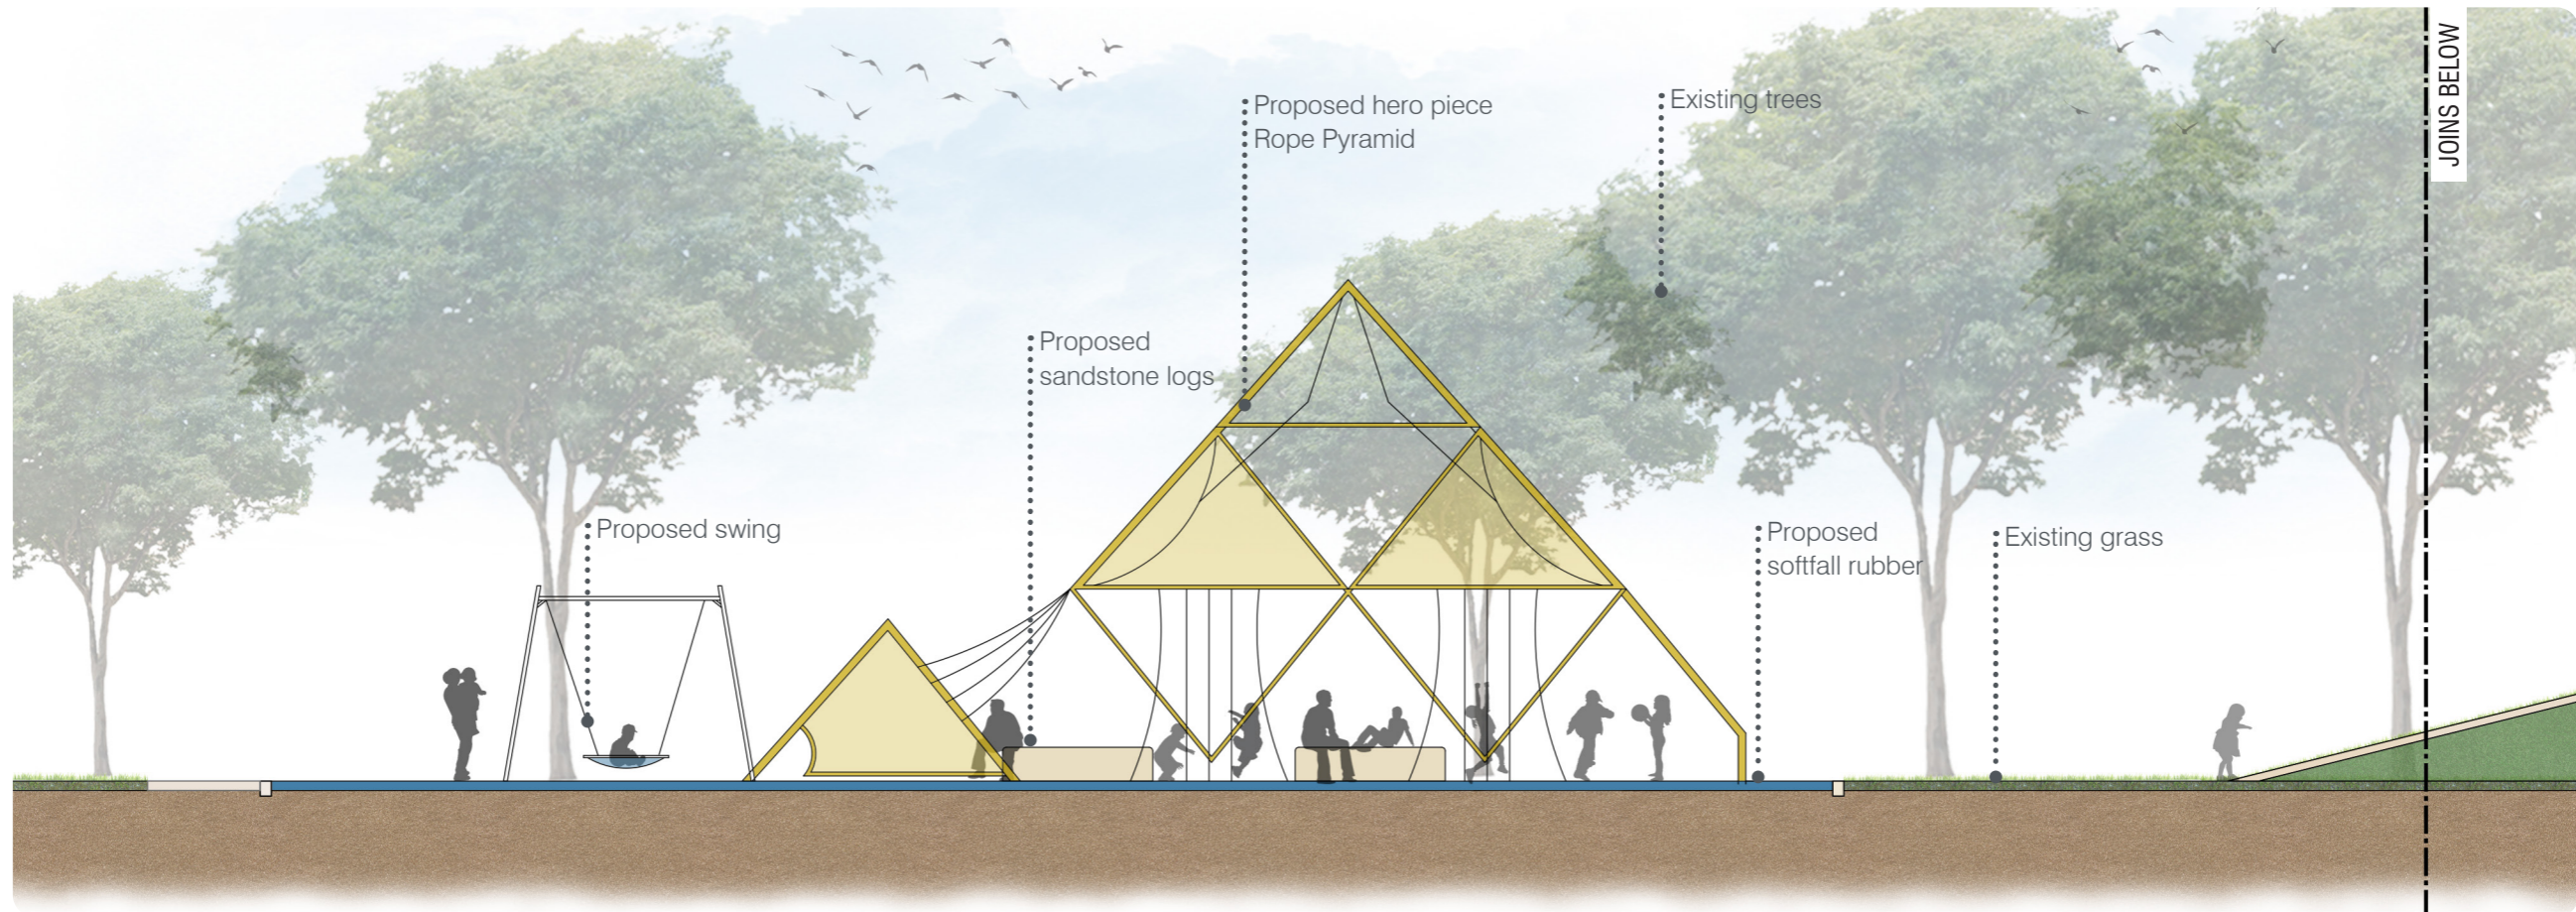 Proposed hero piece
Rope Pyramid
Existing trees
JOINS BELOW
Proposed
sandstone logs
Proposed swing
Proposed
softfall rubber
Existing grass